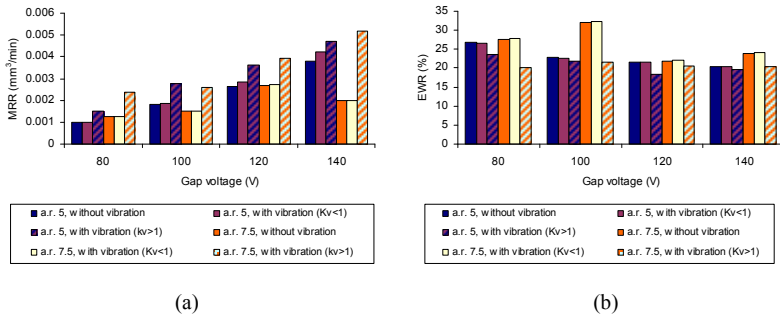 0.006
0.005
0.004
0.003
0.002
0.001
0
MRR (mm³/min)
80 100 120 140
Gap voltage (V)
a.r. 5, without vibration
a.r. 5, with vibration (Kv<1)
a.r. 5, with vibration (kv>1)
a.r. 7.5, without vibration
a.r. 7.5, with vibration (Kv<1)
a.r. 7.5, with vibration (kv>1)
(a)
35
30
25
20
15
10
5
0
EWR (%)
80 100 120 140
Gap voltage (V)
a.r. 5, without vibration
a.r. 5, with vibration (Kv<1)
a.r. 5, with vibration (Kv>1)
a.r. 7.5, without vibration
a.r. 7.5, with vibration (Kv<1)
a.r. 7.5, with vibration (Kv>1)
(b)